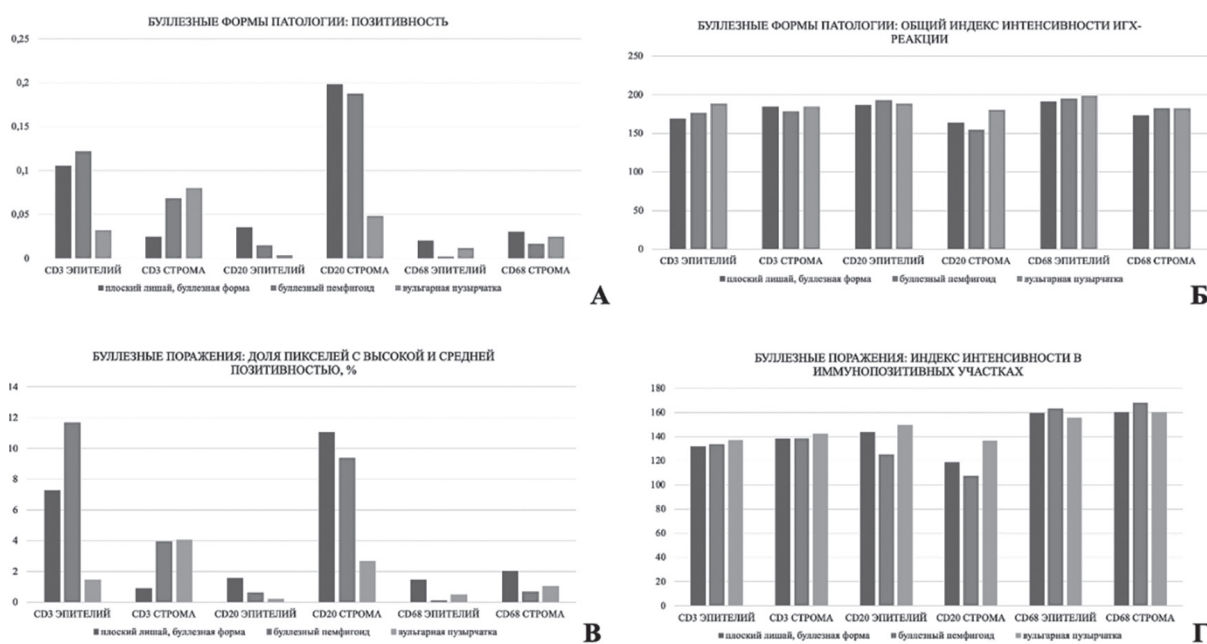 БУЛЛЕЗНЫЕ ФОРМЫ ПАТОЛОГИИ: ПОЗИТИВНОСТЬ
0,25
0,2
0,15
0,1
0,05
0
CD3 ЭПИТЕЛИЙ CD3 СТРОМА CD20 ЭПИТЕЛИЙ CD20 СТРОМА CD68 ЭПИТЕЛИЙ CD68 СТРОМА
плоский лишай, буллезная форма буллезный пемфигоид вульгарная пузырчатка
А
БУЛЛЕЗНЫЕ ФОРМЫ ПАТОЛОГИИ: ОБЩИЙ ИНДЕКС ИНТЕНСИВНОСТИ ИГХ-
РЕАКЦИИ
250
200
150
100
50
0
CD3 ЭПИТЕЛИЙ CD3 СТРОМА CD20 ЭПИТЕЛИЙ CD20 СТРОМА CD68 ЭПИТЕЛИЙ CD68 СТРОМА
плоский лишай, буллезная форма буллезный пемфигоид вульгарная пузырчатка
Б
БУЛЛЕЗНЫЕ ПОРАЖЕНИЯ: ДОЛЯ ПИКСЕЛЕЙ С ВЫСОКОЙ И СРЕДНЕЙ
ПОЗИТИВНОСТЬЮ, %
14
12
10
8
6
4
2
0
CD3 ЭПИТЕЛИЙ CD3 СТРОМА CD20 ЭПИТЕЛИЙ CD20 СТРОМА CD68 ЭПИТЕЛИЙ CD68 СТРОМА
плоский лишай, буллезная форма буллезный пемфигоид вульгарная пузырчатка
В
БУЛЛЕЗНЫЕ ПОРАЖЕНИЯ: ИНДЕКС ИНТЕНСИВНОСТИ В
ИММУНОПОЗИТИВНЫХ УЧАСТКАХ
180
160
140
120
100
80
60
40
20
0
CD3 ЭПИТЕЛИЙ CD3 СТРОМА CD20 ЭПИТЕЛИЙ CD20 СТРОМА CD68 ЭПИТЕЛИЙ CD68 СТРОМА
плоский лишай, буллезная форма буллезный пемфигоид вульгарная пузырчатка
Г